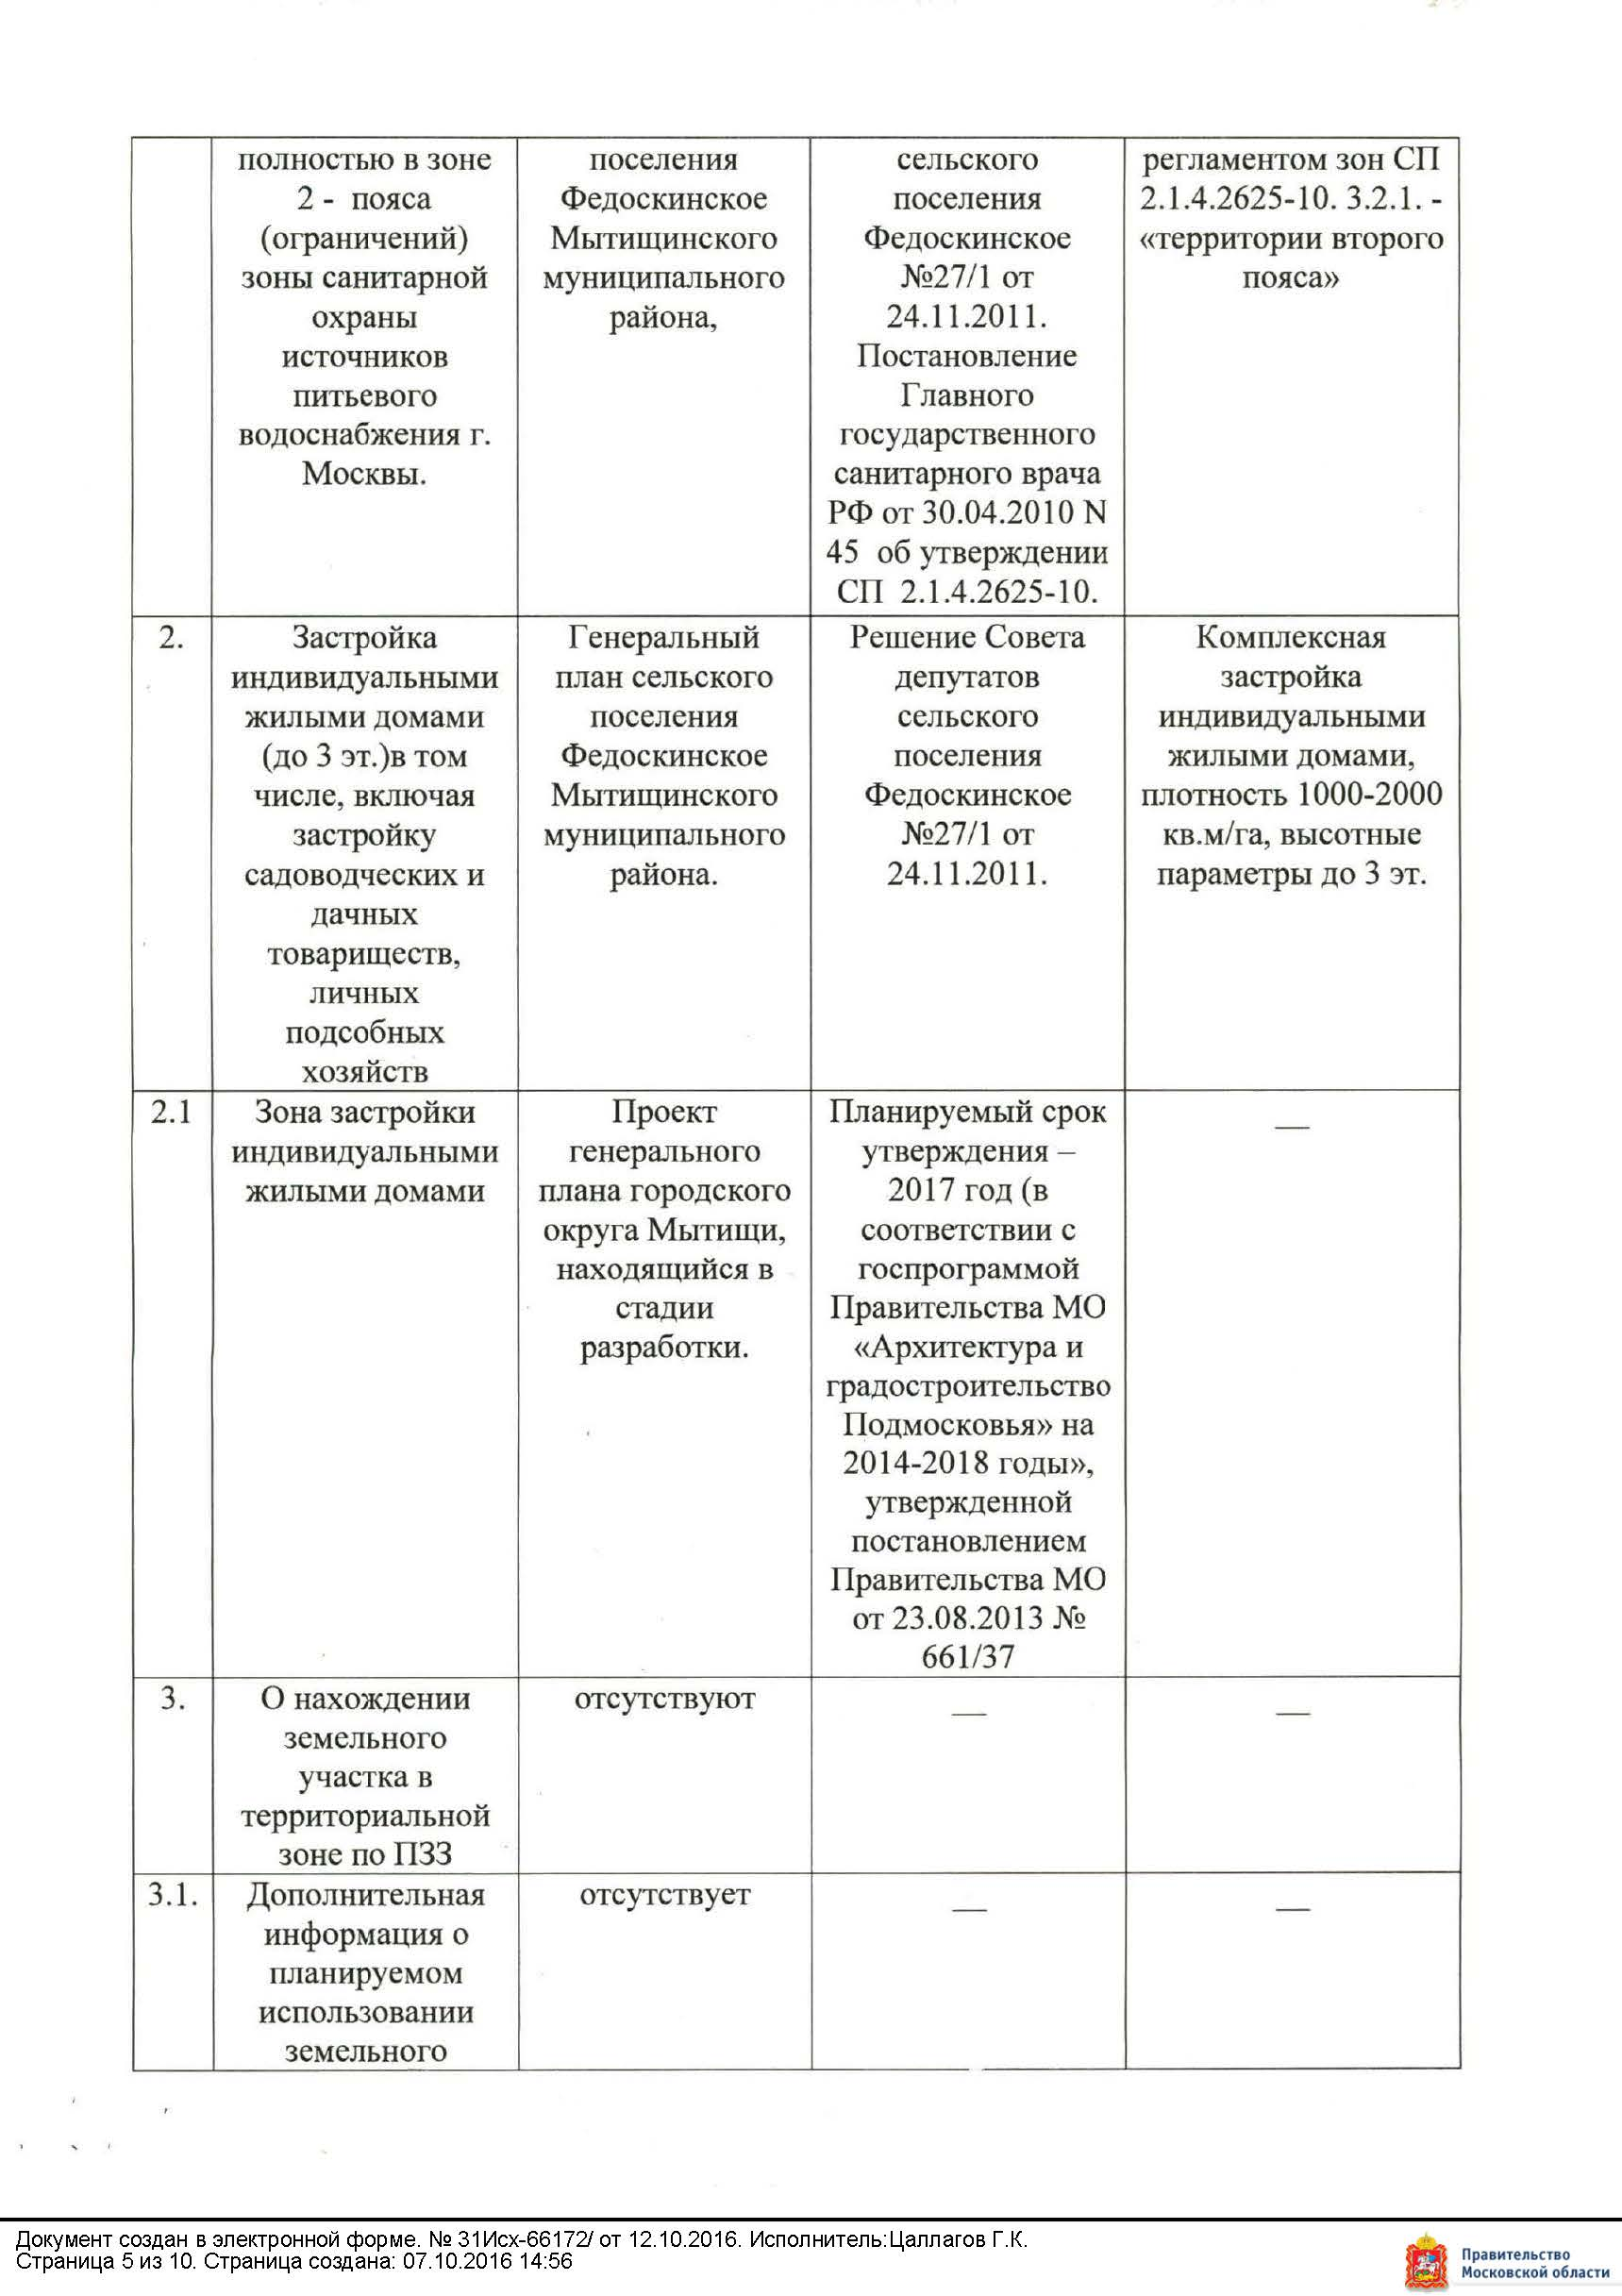 полностью в зоне
2 - пояса
(ограничений)
зоны санитарной
охраны
источников
питьевого
водоснабжения г.
Москвы.
поселения
Федоскинское
Мытищинского
муниципального
района,
сельского
поселения
Федоскинское
№27/1 от
24.11.2011.
Постановление
Главного
государственного
санитарного врача
РФ от 30.04.2010 N
45 об утверждении
СП 2.1.4.2625-10.
регламентом зон СП
2.1.4.2625-10. 3.2.1. -
«территории второго
пояса»
2.
Застройка
индивидуальными
жилыми домами
(до 3 эт.)в том
числе, включая
застройку
садоводческих и
дачных
товариществ,
личных
подсобных
хозяйств
Генеральный
план сельского
поселения
Федоскинское
Мытищинского
муниципального
района.
Решение Совета
депутатов
сельского
поселения
Федоскинское
№27/1 от
24.11.2011.
Комплексная
застройка
индивидуальными
жилыми домами,
плотность 1000-2000
кв.м/га, высотные
параметры до 3 эт.
2.1
Зона застройки
индивидуальными
жилыми домами
Проект
генерального
плана городского
округа Мытищи,
находящийся в
стадии
разработки.
Планируемый срок
утверждения –
2017 год (в
соответствии с
госпрограммой
Правительства МО
«Архитектура и
градостроительство
Подмосковья» на
2014-2018 годы»,
утвержденной
постановлением
Правительства МО
от 23.08.2013 №
661/37
—
3.
О нахождении
земельного
участка в
территориальной
зоне по ПЗЗ
отсутствуют
—
—
3.1.
Дополнительная
информация о
планируемом
использовании
земельного
отсутствует
—
—
Документ создан в электронной форме. № 31Исх-66172/ от 12.10.2016. Исполнитель:Цаллагов Г.К.
Страница 5 из 10. Страница создана: 07.10.2016 14:56
Правительство
Московской области